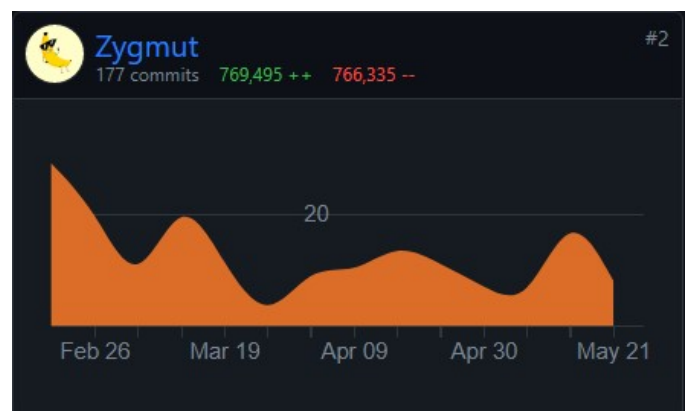 Zygmut
#2
177 commits 769,495 ++ 766,335 --
20
Feb 26 Mar 19 Apr 09 Apr 30 May 21